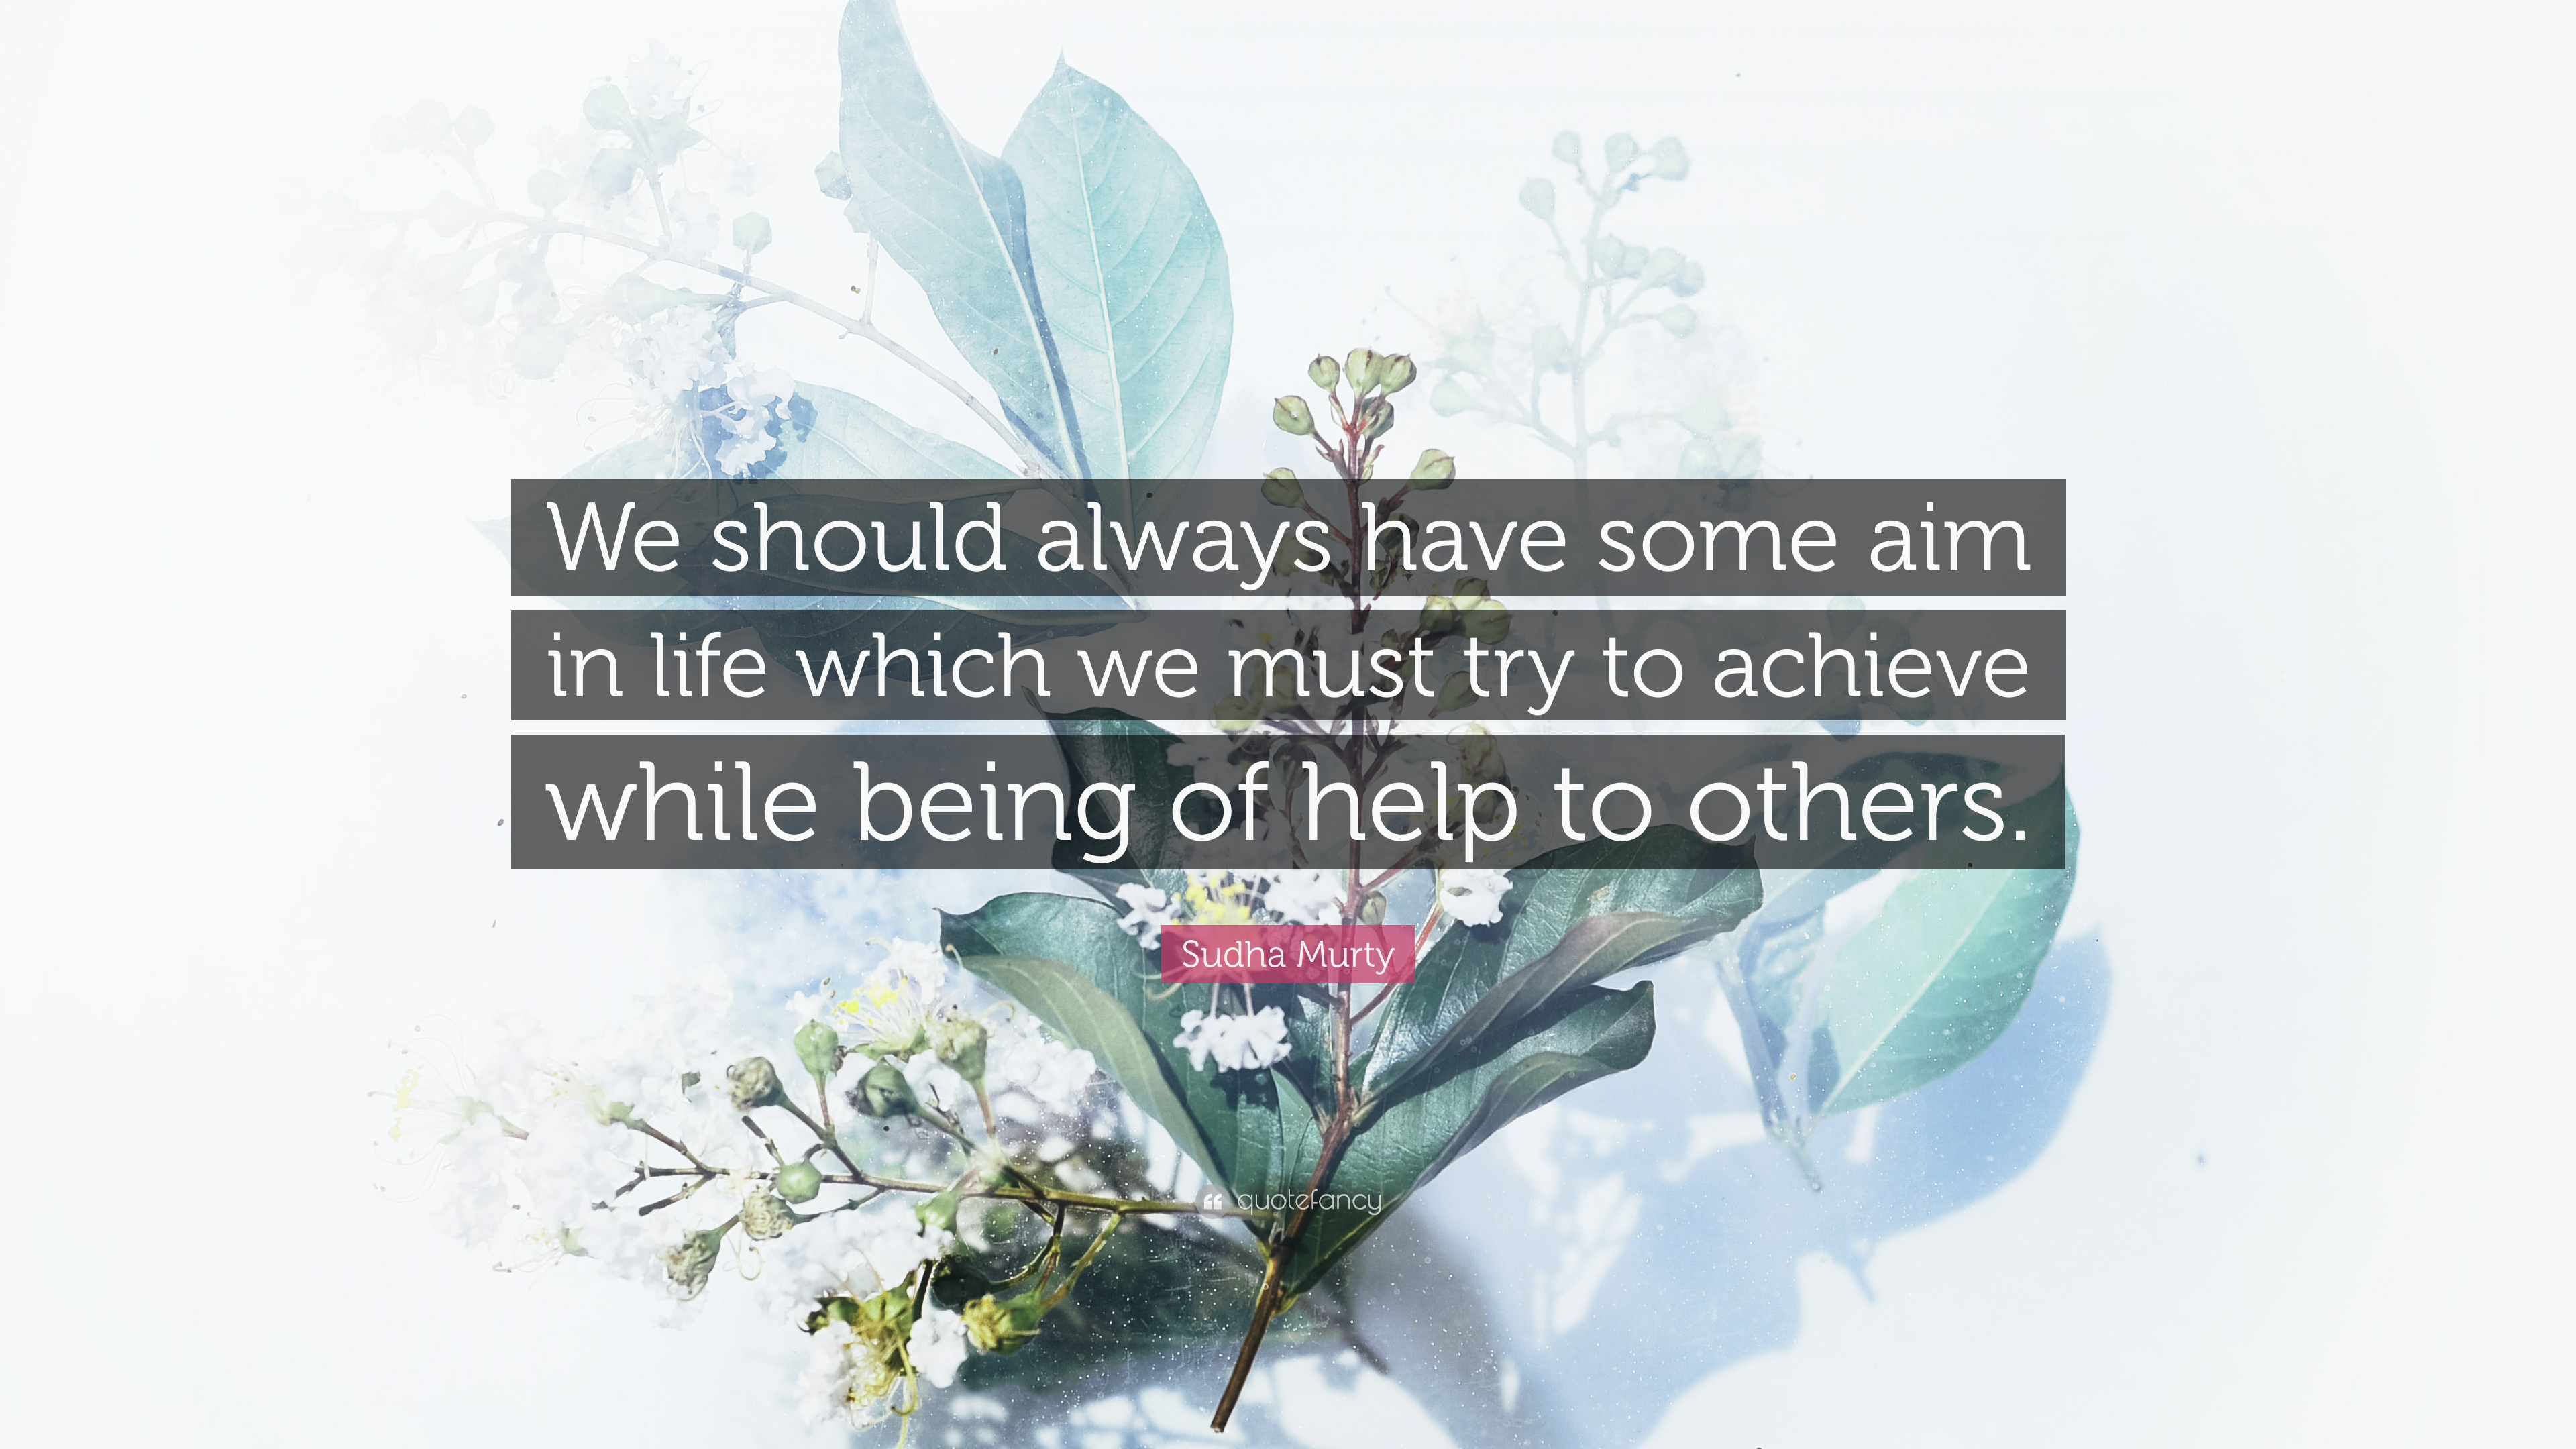 We should always have some aim
in life which we must try to achieve
while being of help to others.
Sudha Murty
quotefancy